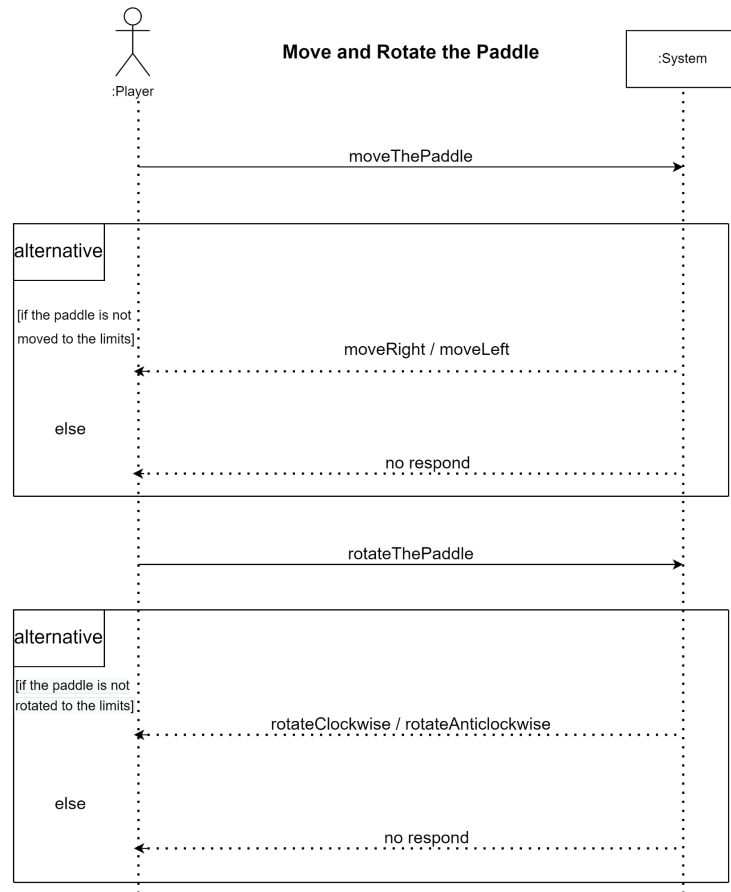 Move and Rotate the Paddle
:System
:Player
moveThePaddle
alternative
[if the paddle is not
moved to the limits]
moveRight / moveLeft
else
no respond
rotateThePaddle
alternative
[if the paddle is not
rotated to the limits]
rotateClockwise / rotateAnticlockwise
else
no respond